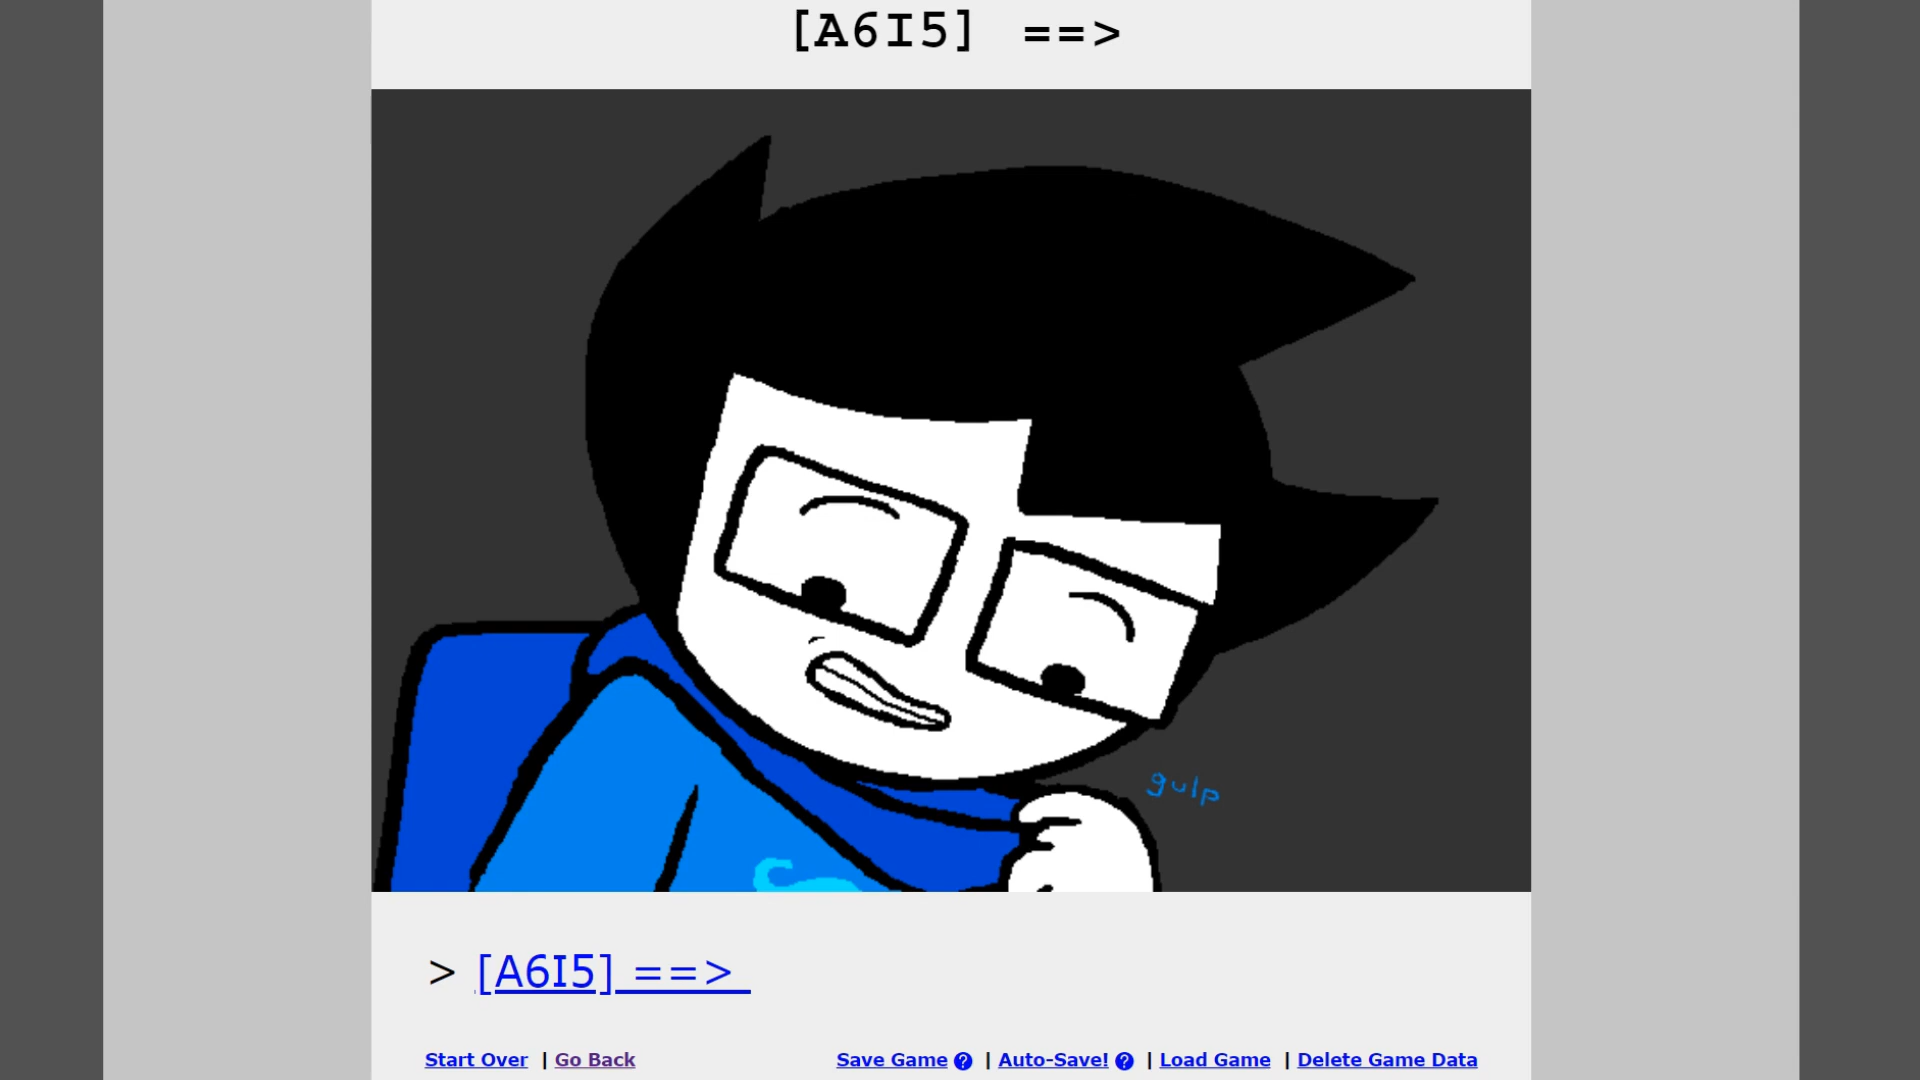 [A6I5] ==>
gulp
> [A6I5] ==>
Start Over | Go Back Save Game ? | Auto-Save! ? | Load Game | Delete Game Data